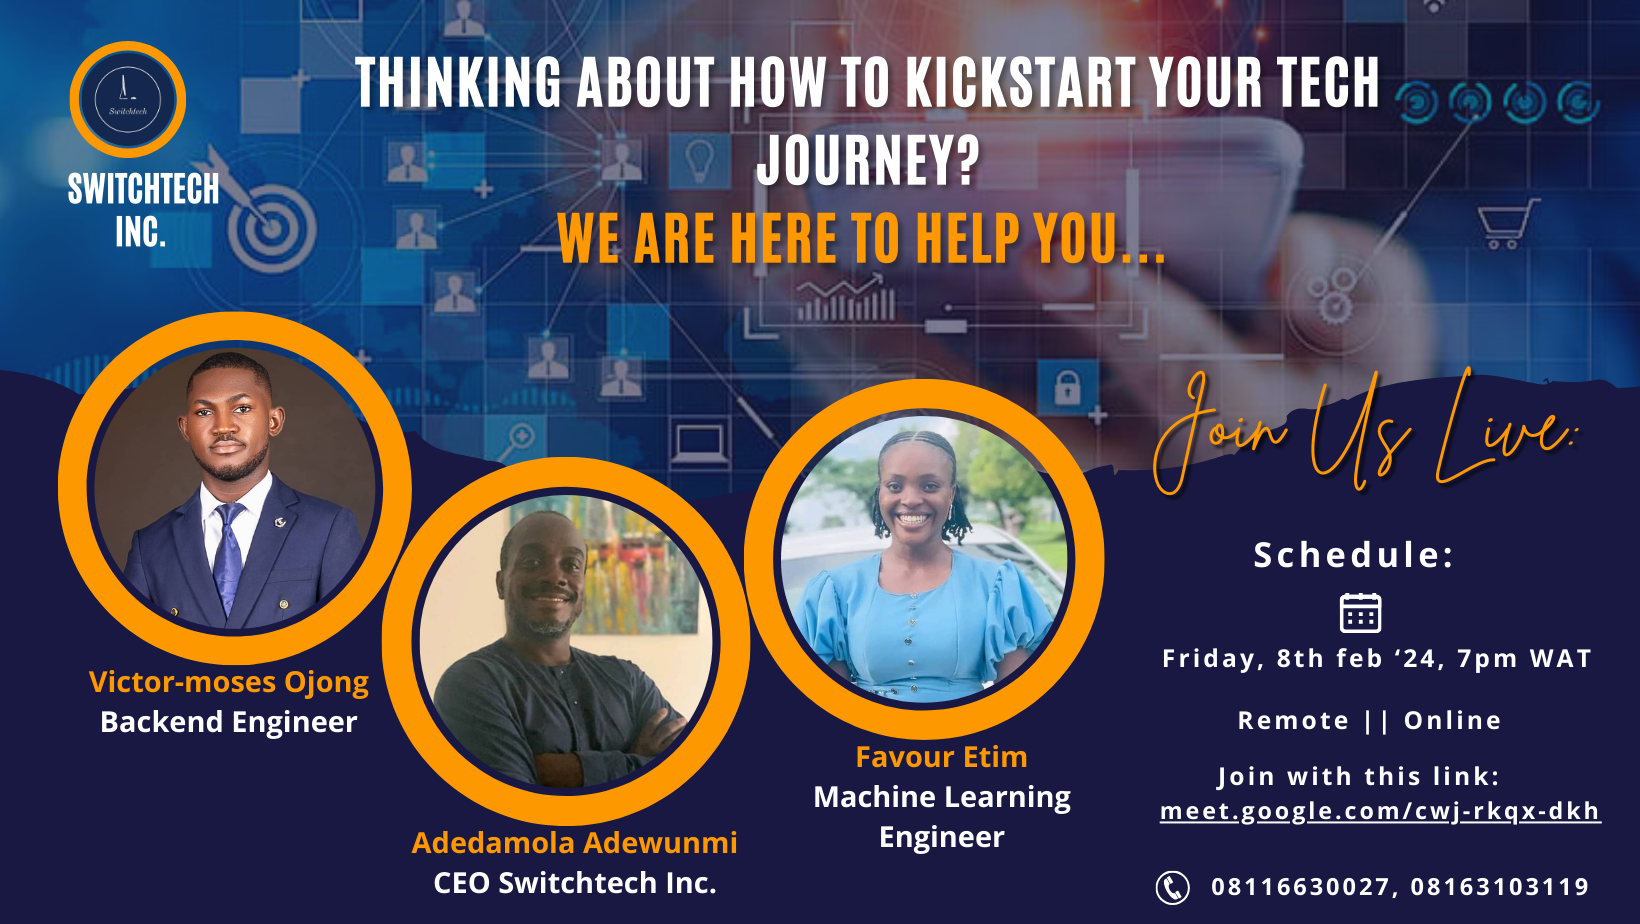 Switchtech
SWITCHTECH
INC.
THINKING ABOUT HOW TO KICKSTART YOUR TECH
JOURNEY?
WE ARE HERE TO HELP YOU...
Victor-moses Ojong
Backend Engineer
Adedamola Adewunmi
CEO Switchtech Inc.
Favour Etim
Machine Learning
Engineer
Join Us Live:
Schedule:
Friday, 8th feb ‘24, 7pm WAT
Remote || Online
Join with this link:
meet.google.com/cwj-rkqx-dkh
08116630027, 08163103119